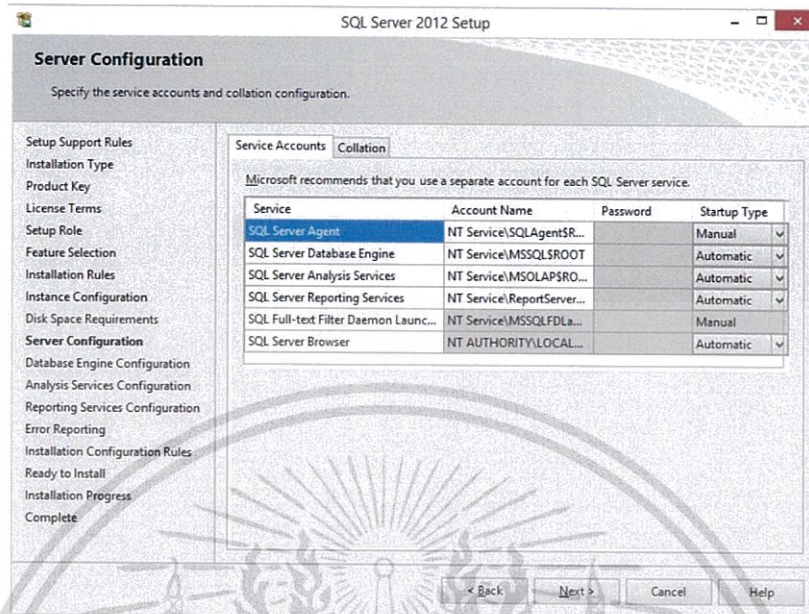 SQL Server 2012 Setup
Server Configuration
Specify the service accounts and collation configuration.
Setup Support Rules
Installation Type
Product Key
License Terms
Setup Role
Feature Selection
Installation Rules
Instance Configuration
Disk Space Requirements
Server Configuration
Database Engine Configuration
Analysis Services Configuration
Reporting Services Configuration
Error Reporting
Installation Configuration Rules
Ready to Install
Installation Progress
Complete
Service Accounts Collation
Microsoft recommends that you use a separate account for each SQL Server service.
Service Account Name Password Startup Type
SQL Server Agent NT Service\SQLAgent$R... Manual
SQL Server Database Engine NT Service\MSSQL$ROOT Automatic
SQL Server Analysis Services NT Service\MSOLAP$RO... Automatic
SQL Server Reporting Services NT Service\ReportServer... Automatic
SQL Full-text Filter Daemon Launc... NT Service\MSSQLFDLa... Manual
SQL Server Browser NT AUTHORITY\LOCAL... Automatic
< Back Next > Cancel Help